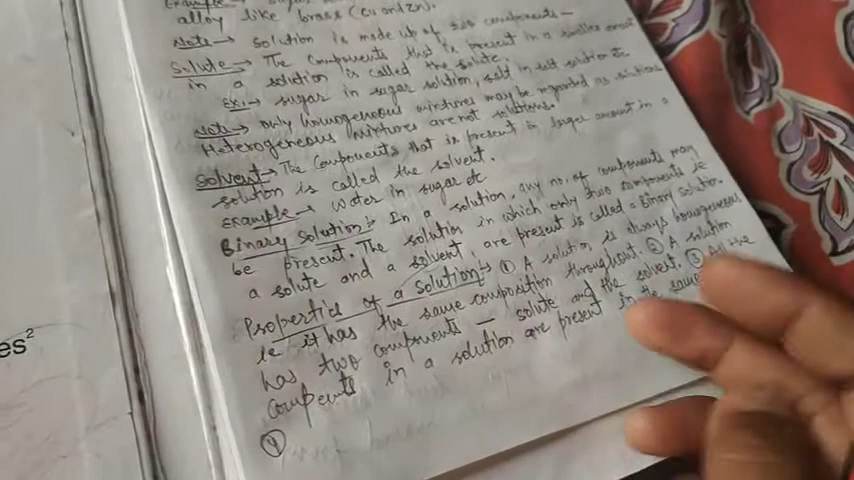 Example → sugar
alloy like brass (Cu and Zn).
Note → solution is made up of two components —
Solute → The Components that is present in a smaller amount
in a solution is called the solute.
Ex. → sugar in sugar solution, salt in salt solution etc
Note → only homogeneous mixtures may be regarded as solutions
Heterogeneous mixtures are not solutions.
Solvent → The Components that is present in larger amount in a
solution is called the solvent.
Example → water in sugar etc.
Binary Solution :- In a solution, any no. of components may
be present. The solution in which only two components ie
a solute and a solvent, are present is called a Binary solution.
Properties of a solution :- ① A solution is always homogeneous
ie it has the same composition throughout. ② A solution
has two components — solute and the solvent. ③ All the
components in a solution are present in the same
④
es²